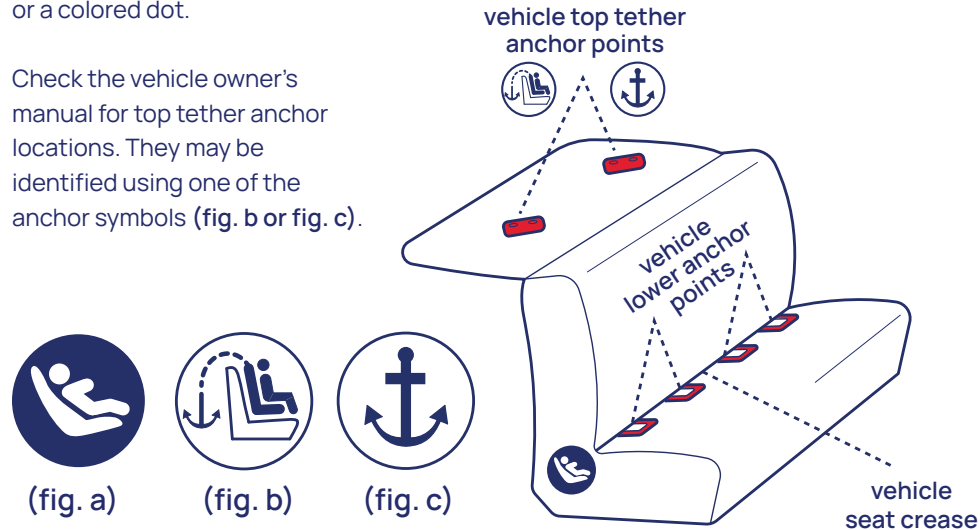 or a colored dot.
Check the vehicle owner's
manual for top tether anchor
locations. They may be
identified using one of the
anchor symbols (fig. b or fig. c).
vehicle top tether
anchor points
vehicle
lower anchor
points
(fig. a)
(fig. b)
(fig. c)
vehicle
seat crease